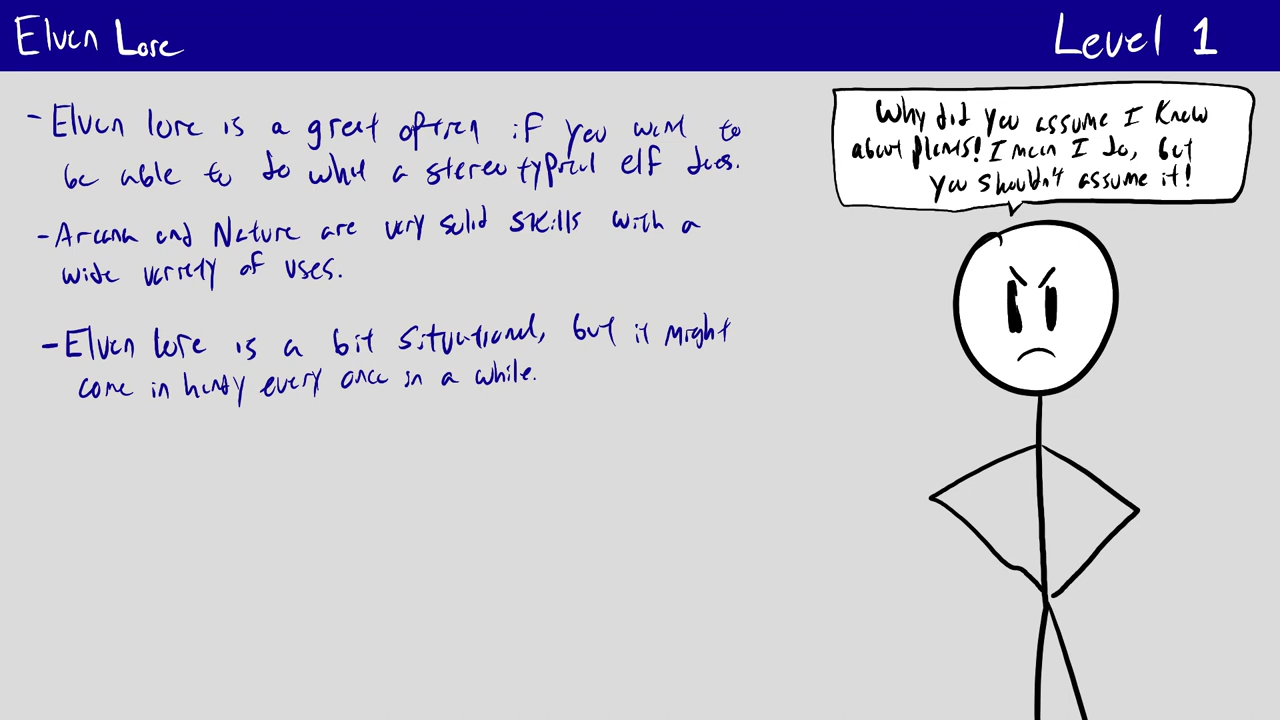 Elven Lore
Level 1
- Elven lore is a great option if you want to
be able to do what a stereotypical elf does.
- Arcana and Nature are very solid skills with a
wide variety of uses.
- Elven lore is a bit situational, but it might
come in handy every once in a while.
Why did you assume I know
about plants! I mean I do, but
you shouldn't assume it!